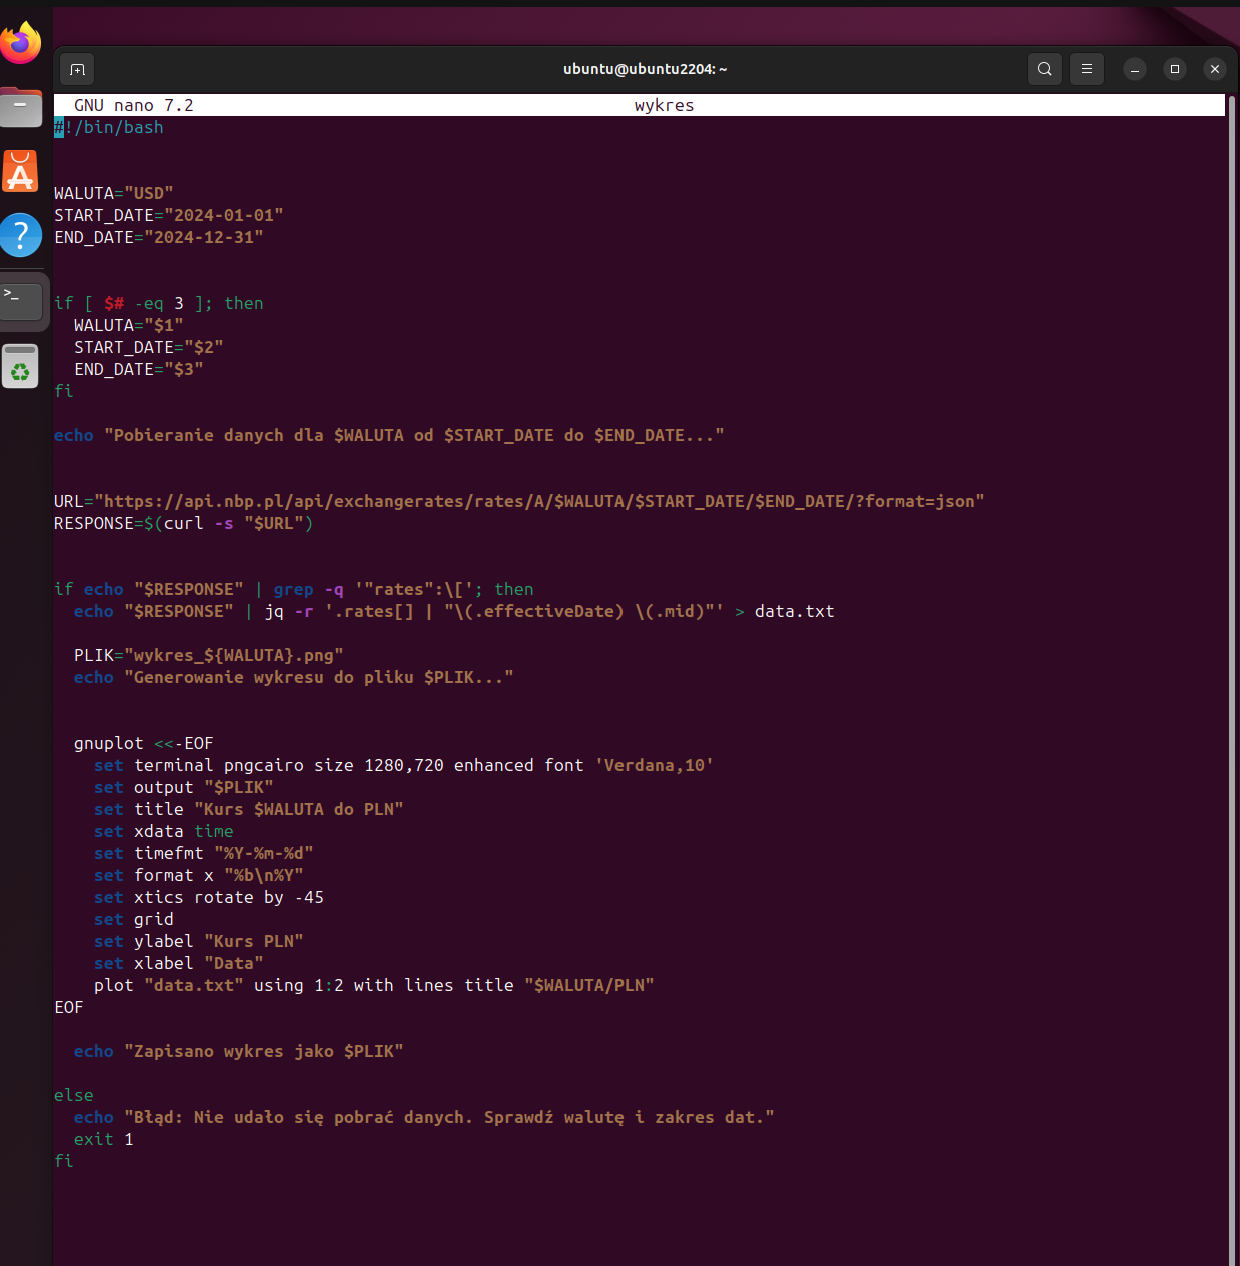 ubuntu@ubuntu2204: ~
GNU nano 7.2 wykres
#!/bin/bash
WALUTA="USD"
START_DATE="2024-01-01"
END_DATE="2024-12-31"
if [ $# -eq 3 ]; then
  WALUTA="$1"
  START_DATE="$2"
  END_DATE="$3"
fi
echo "Pobieranie danych dla $WALUTA od $START_DATE do $END_DATE..."
URL="https://api.nbp.pl/api/exchangerates/rates/A/$WALUTA/$START_DATE/$END_DATE/?format=json"
RESPONSE=$(curl -s "$URL")
if echo "$RESPONSE" | grep -q '"rates":\['; then
  echo "$RESPONSE" | jq -r '.rates[] | "\(.effectiveDate) \(.mid)"' > data.txt
  PLIK="wykres_${WALUTA}.png"
  echo "Generowanie wykresu do pliku $PLIK..."
  gnuplot <<-EOF
    set terminal pngcairo size 1280,720 enhanced font 'Verdana,10'
    set output "$PLIK"
    set title "Kurs $WALUTA do PLN"
    set xdata time
    set timefmt "%Y-%m-%d"
    set format x "%b\n%Y"
    set xtics rotate by -45
    set grid
    set ylabel "Kurs PLN"
    set xlabel "Data"
    plot "data.txt" using 1:2 with lines title "$WALUTA/PLN"
EOF
  echo "Zapisano wykres jako $PLIK"
else
  echo "Błąd: Nie udało się pobrać danych. Sprawdź walutę i zakres dat."
  exit 1
fi